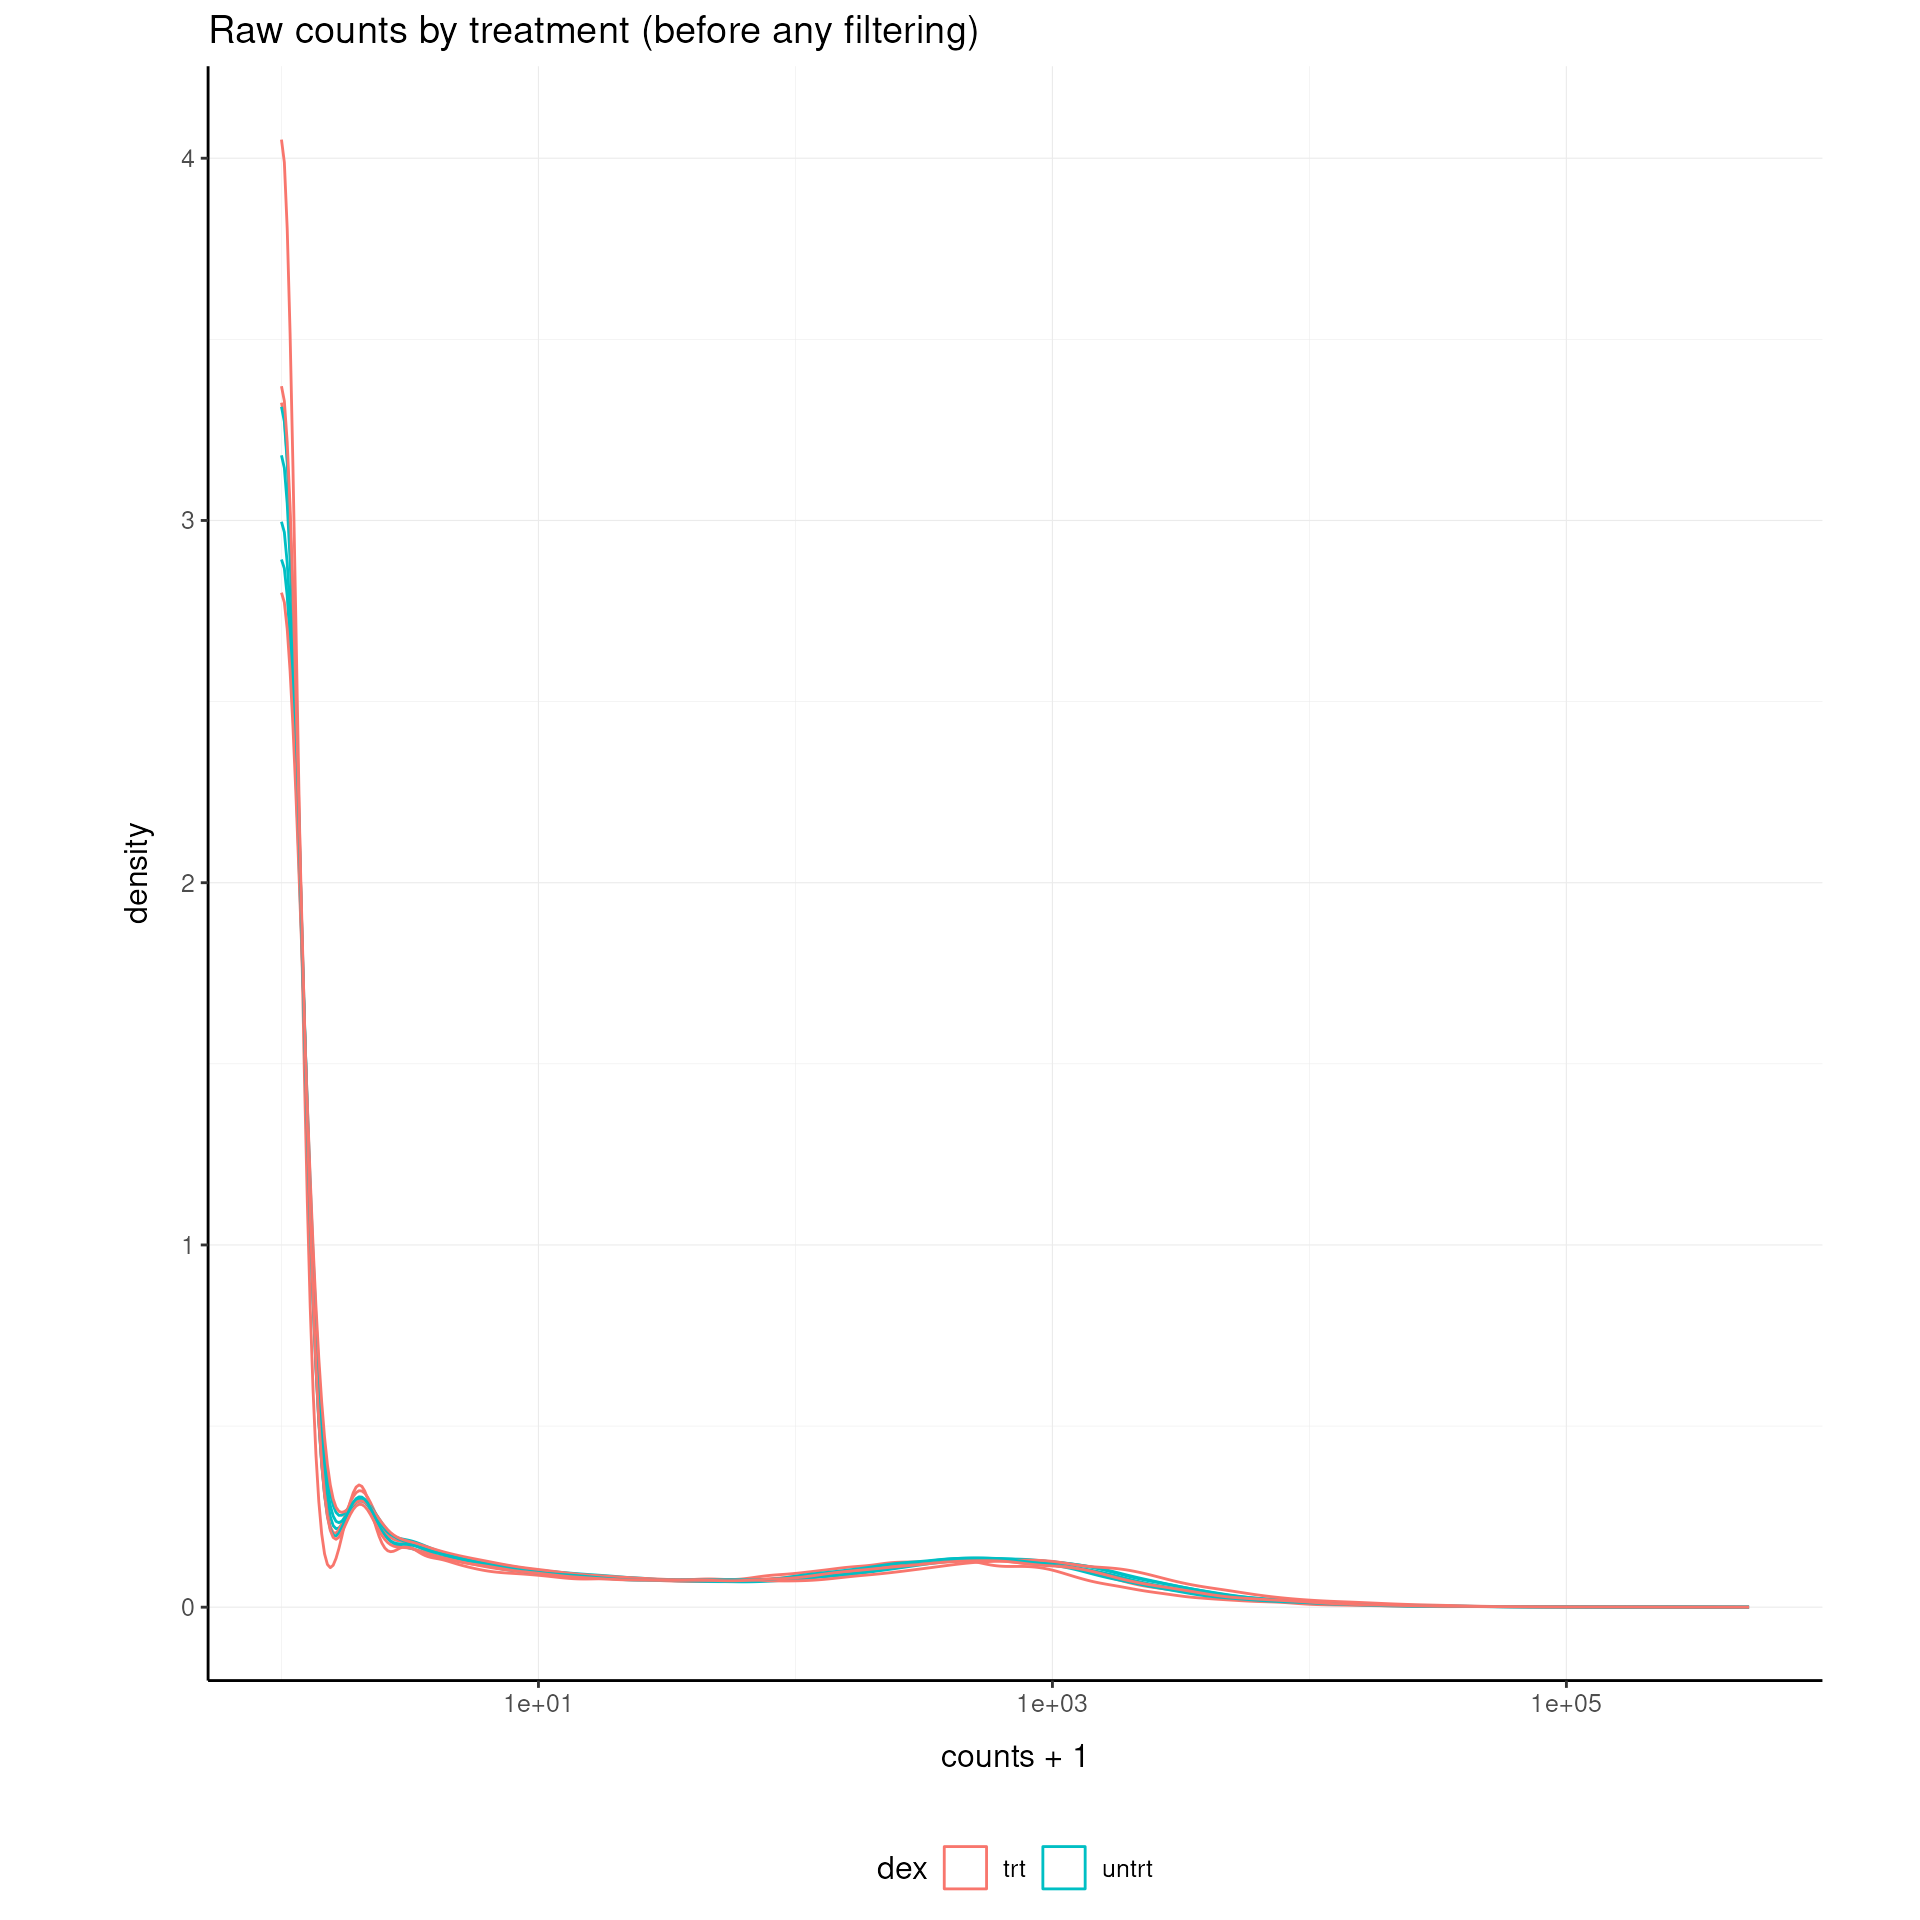 Raw counts by treatment (before any filtering)
4
3
2
1
0
density
1e+01 1e+03 1e+05
counts + 1
dex trt untrt